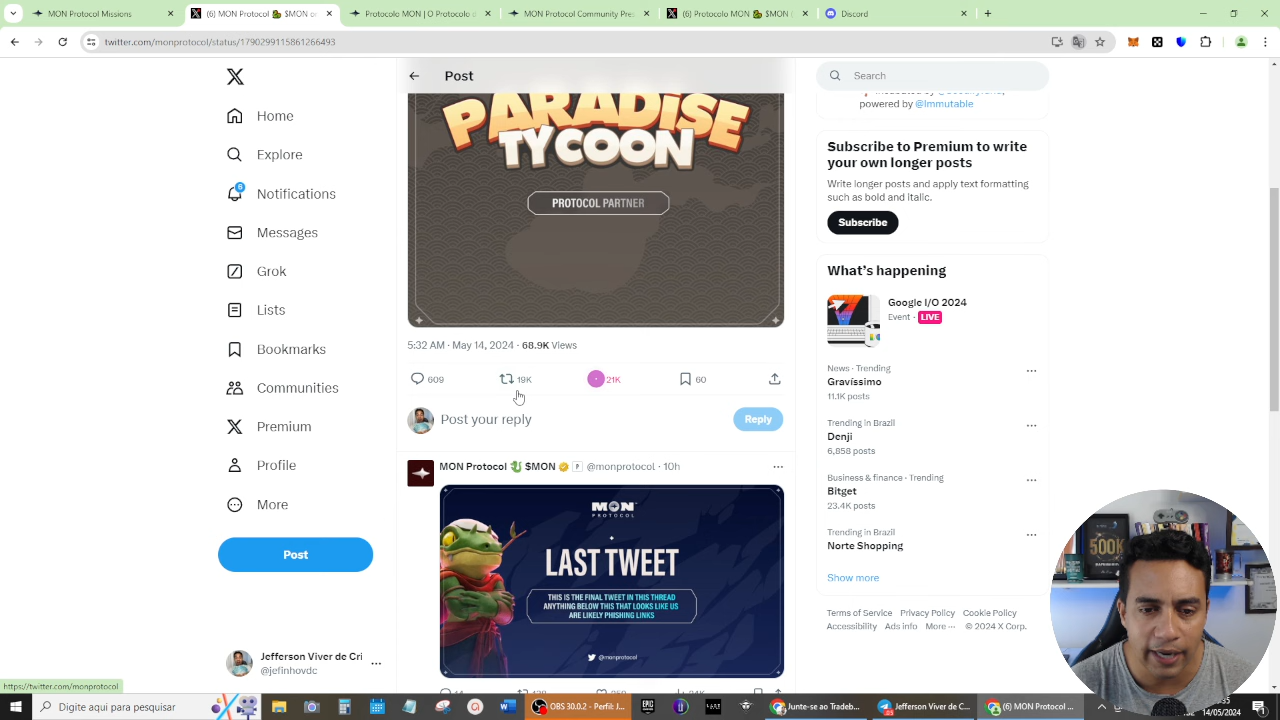 Protocolo Missions.
(6) MON Protocol 🐉 $MON
Protocolo MON | O Protocol
Community - MON Protocol
(6) MON Protocol 🐉 $MON
Discord
twitter.com/monprotocol/status/1790299115861266493
Post
Search
powered by @Immutable
Home
Explore
Notifications
6
Messages
Grok
Lists
Bookmarks
Communities
Premium
Profile
More
Post
PARADISE
TYCOON
PROTOCOL PARTNER
5:32 AM · May 14, 2024 · 68.9K Views
609 19K 21K 60
Post your reply
Reply
MON Protocol 🐉 $MON @monprotocol · 10h
MON
PROTOCOL
LAST TWEET
THIS IS THE FINAL TWEET IN THIS THREAD
ANYTHING BELOW THIS THAT LOOKS LIKE US
ARE LIKELY PHISHING LINKS
@monprotocol
Subscribe to Premium to write
your own longer posts
Write longer posts and apply text formatting
such as bold and italic.
Subscribe
What's happening
Google I/O 2024
Event · LIVE
News · Trending
Gravíssimo
11.1K posts
Trending in Brazil
Denji
6,858 posts
Business & finance · Trending
Bitget
23.4K posts
Trending in Brazil
Norte Shopping
Show more
Terms of Service Privacy Policy Cookie Policy
Accessibility Ads info More ··· © 2024 X Corp.
500K
Jefferson Viver de Cri
@jefinhovdc
https://twitter.com/monprotocol
Digite aqui para pesquisar
OBS 30.0.2 - Perfil: J...
EPIC
Junte-se ao Tradeb...
Jefferson Viver de C...
(6) MON Protocol ...
14/05/2024